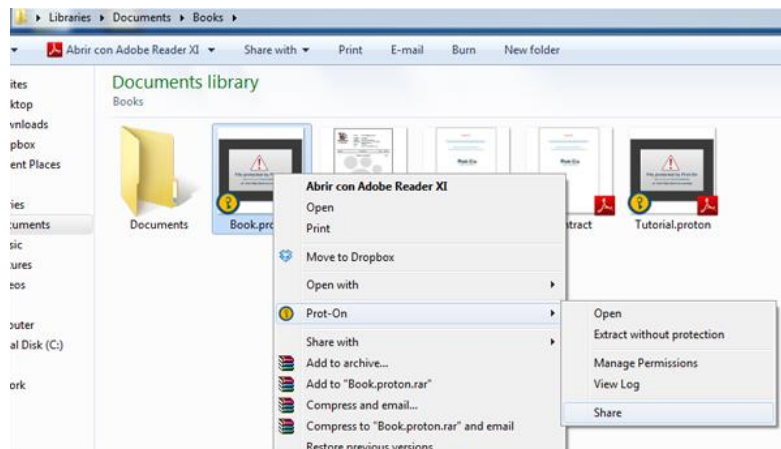 Libraries ▸ Documents ▸ Books ▸
Abrir con Adobe Reader XI Share with Print E-mail Burn New folder
Documents library
Books
ites
ktop
wnloads
pbox
ent Places
ries
cuments
sic
tures
eos
puter
al Disk (C:)
ork
Documents
Book.pro
tract
Tutorial.proton
Abrir con Adobe Reader XI
Open
Print
Move to Dropbox
Open with
Prot-On
Share with
Add to archive...
Add to "Book.proton.rar"
Compress and email...
Compress to "Book.proton.rar" and email
Restore previous versions
Open
Extract without protection
Manage Permissions
View Log
Share